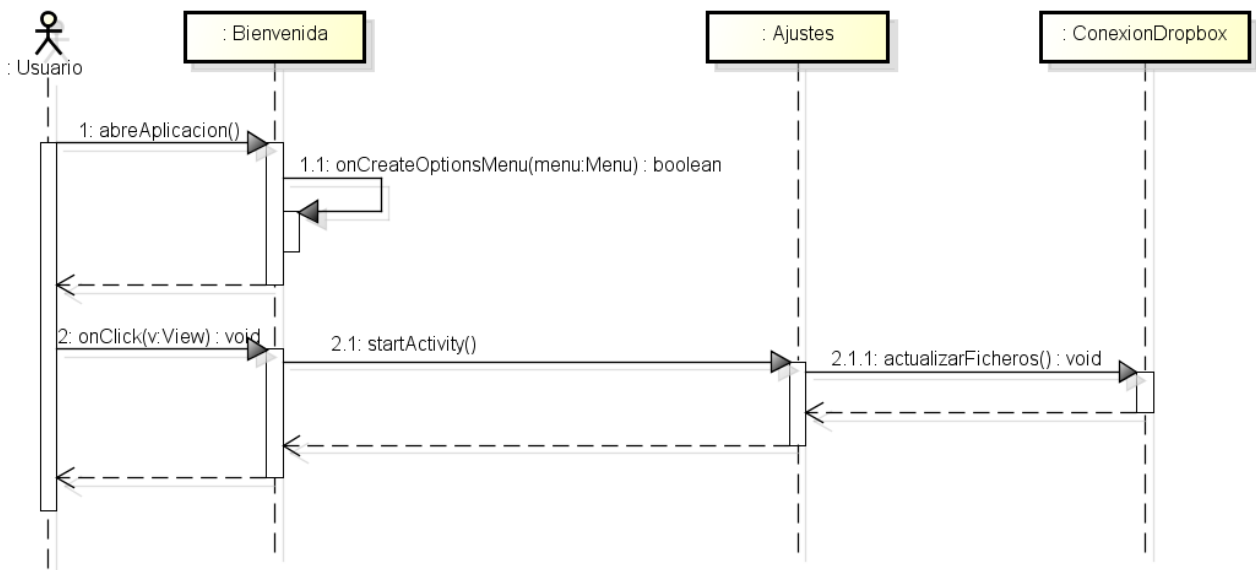 : Usuario
: Bienvenida
: Ajustes
: ConexionDropbox
1: abreAplicacion()
1.1: onCreateOptionsMenu(menu:Menu) : boolean
2: onClick(v:View) : void
2.1: startActivity()
2.1.1: actualizarFicheros() : void